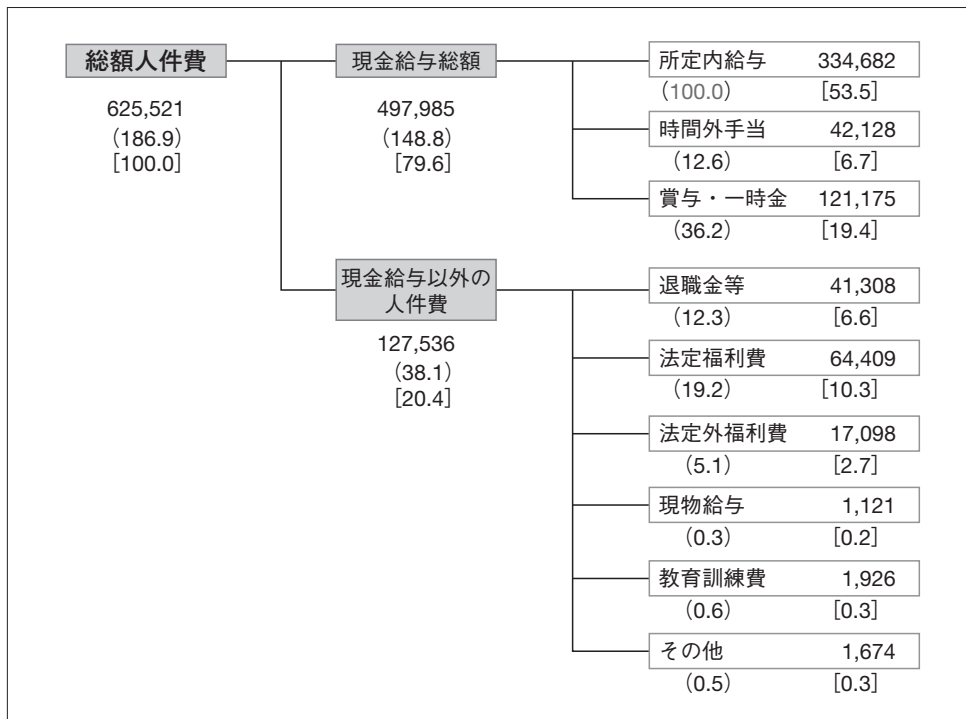 総額人件費
625,521
(186.9)
[100.0]
現金給与総額
497,985
(148.8)
[79.6]
所定内給与 334,682
(100.0) [53.5]
時間外手当 42,128
(12.6) [6.7]
賞与・一時金 121,175
(36.2) [19.4]
現金給与以外の
人件費
127,536
(38.1)
[20.4]
退職金等 41,308
(12.3) [6.6]
法定福利費 64,409
(19.2) [10.3]
法定外福利費 17,098
(5.1) [2.7]
現物給与 1,121
(0.3) [0.2]
教育訓練費 1,926
(0.6) [0.3]
その他 1,674
(0.5) [0.3]